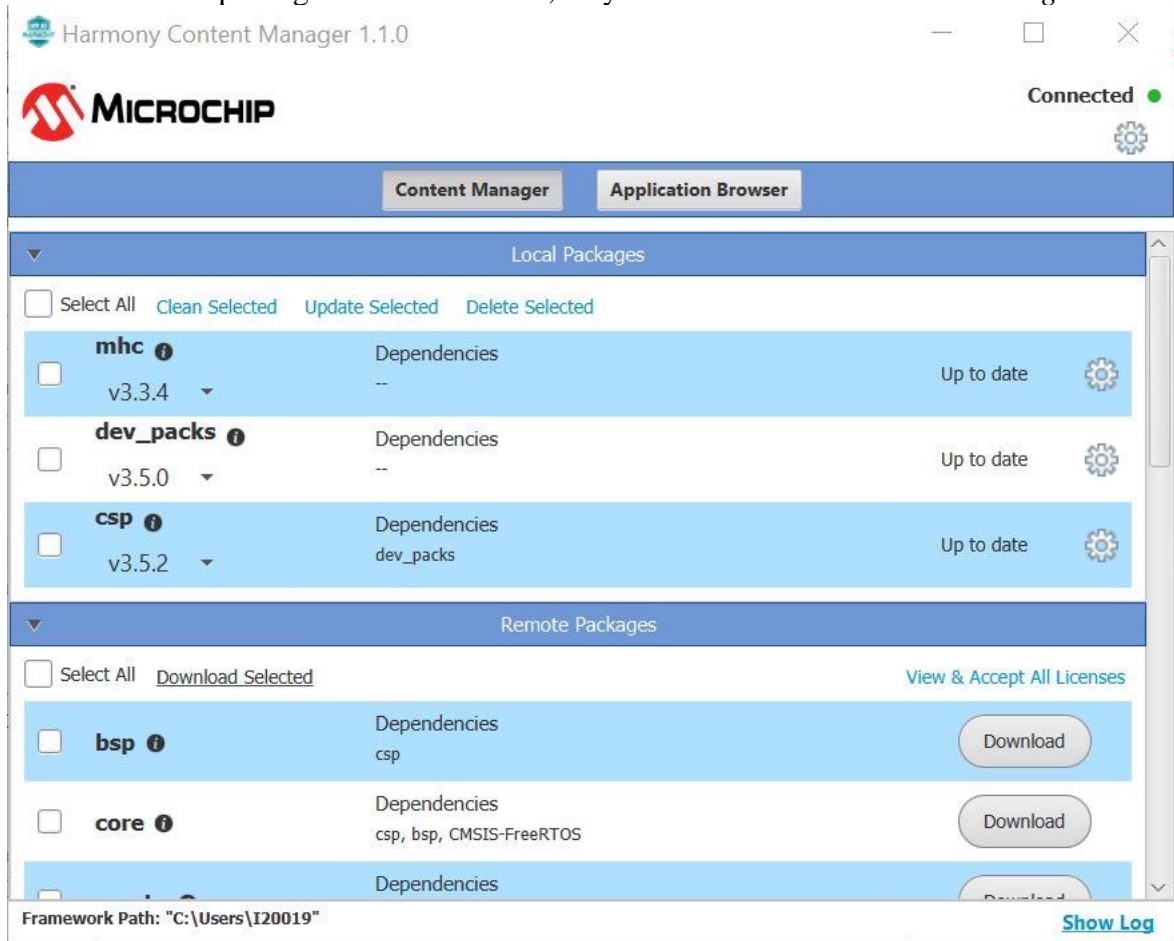 Harmony Content Manager 1.1.0
MICROCHIP
Connected
Content Manager
Application Browser
Local Packages
Select All Clean Selected Update Selected Delete Selected
mhc
Dependencies
v3.3.4
--
Up to date
dev_packs
Dependencies
v3.5.0
--
Up to date
csp
Dependencies
v3.5.2
dev_packs
Up to date
Remote Packages
Select All Download Selected View & Accept All Licenses
bsp
Dependencies
csp
Download
core
Dependencies
csp, bsp, CMSIS-FreeRTOS
Download
Dependencies
Framework Path: "C:\Users\I20019"
Show Log